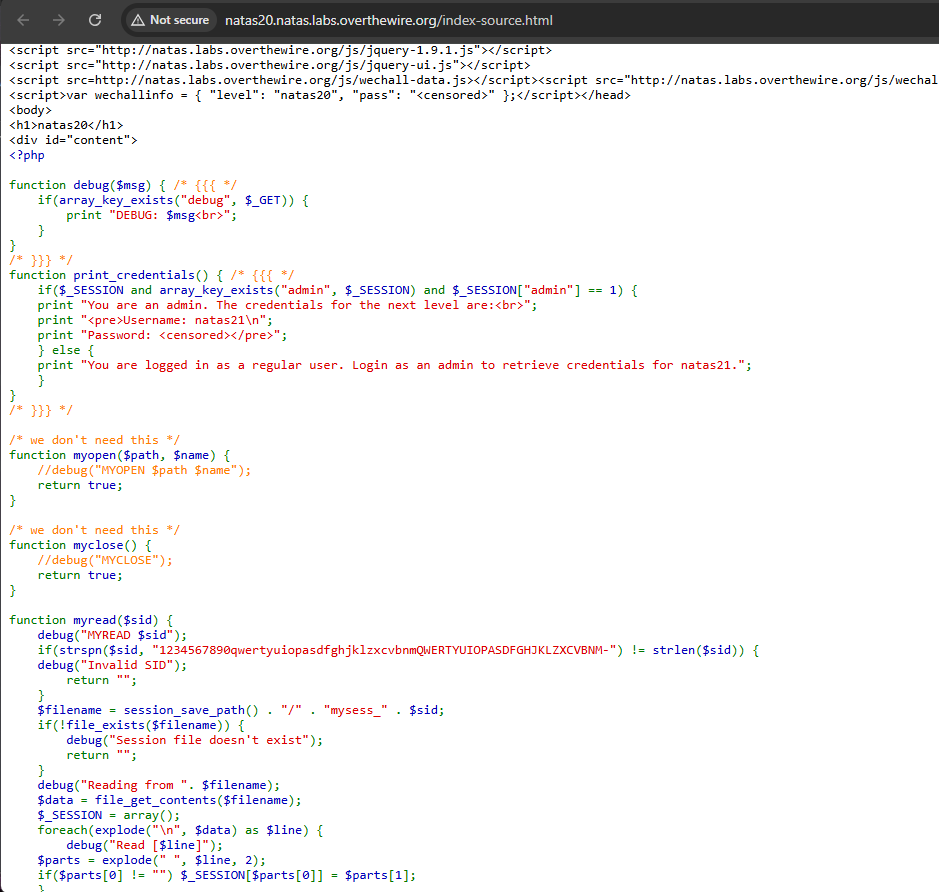 Not secure natas20.natas.labs.overthewire.org/index-source.html
<script src="http://natas.labs.overthewire.org/js/jquery-1.9.1.js"></script>
<script src="http://natas.labs.overthewire.org/js/jquery-ui.js"></script>
<script src=http://natas.labs.overthewire.org/js/wechall-data.js></script><script src="http://natas.labs.overthewire.org/js/wechal
<script>var wechallinfo = { "level": "natas20", "pass": "<censored>" };</script></head>
<body>
<h1>natas20</h1>
<div id="content">
<?php

function debug($msg) { /* {{{ */
    if(array_key_exists("debug", $_GET)) {
        print "DEBUG: $msg<br>";
    }
}
/* }}} */
function print_credentials() { /* {{{ */
    if($_SESSION and array_key_exists("admin", $_SESSION) and $_SESSION["admin"] == 1) {
    print "You are an admin. The credentials for the next level are:<br>";
    print "<pre>Username: natas21\n";
    print "Password: <censored></pre>";
    } else {
    print "You are logged in as a regular user. Login as an admin to retrieve credentials for natas21.";
    }
}
/* }}} */

/* we don't need this */
function myopen($path, $name) {
    //debug("MYOPEN $path $name");
    return true;
}

/* we don't need this */
function myclose() {
    //debug("MYCLOSE");
    return true;
}

function myread($sid) {
    debug("MYREAD $sid");
    if(strspn($sid, "1234567890qwertyuiopasdfghjklzxcvbnmQWERTYUIOPASDFGHJKLZXCVBNM-") != strlen($sid)) {
    debug("Invalid SID");
        return "";
    }
    $filename = session_save_path() . "/" . "mysess_" . $sid;
    if(!file_exists($filename)) {
        debug("Session file doesn't exist");
        return "";
    }
    debug("Reading from ". $filename);
    $data = file_get_contents($filename);
    $_SESSION = array();
    foreach(explode("\n", $data) as $line) {
        debug("Read [$line]");
    $parts = explode(" ", $line, 2);
    if($parts[0] != "") $_SESSION[$parts[0]] = $parts[1];
    }